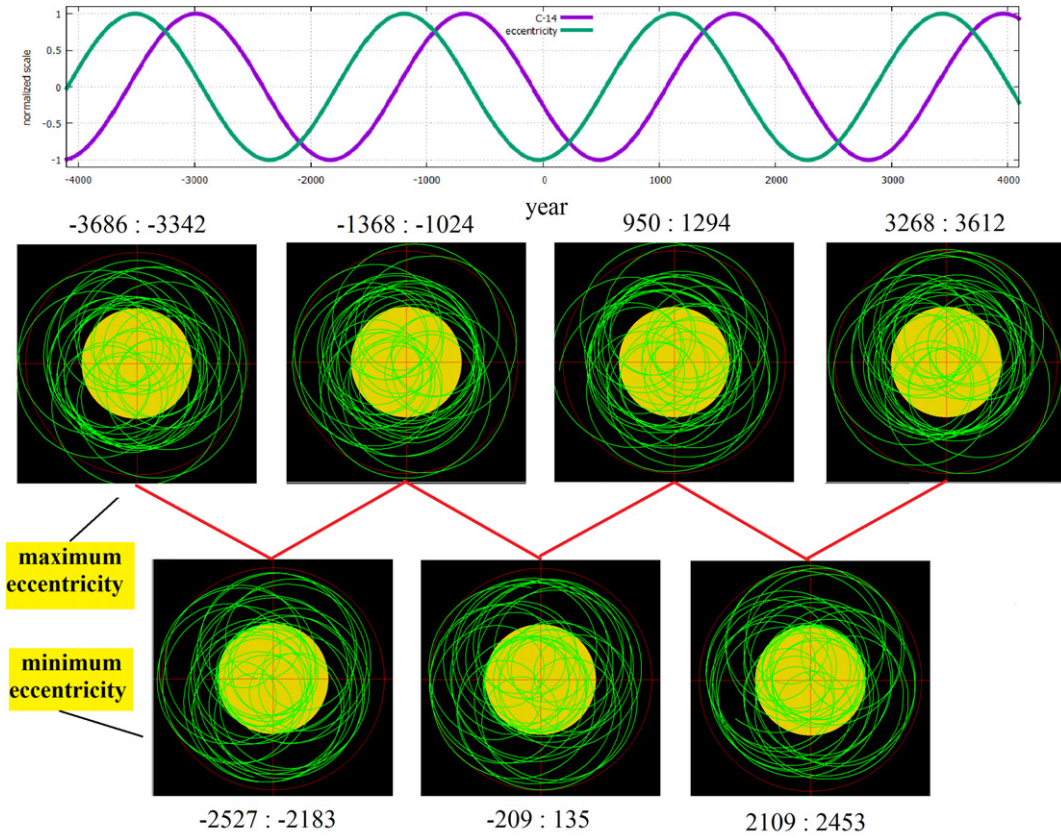 1
0.5
0
-0.5
-1
normalized scale
C-14
eccentricity
-4000 -3000 -2000 -1000 0 1000 2000 3000 4000
year
-3686 : -3342 -1368 : -1024 950 : 1294 3268 : 3612
maximum
eccentricity
minimum
eccentricity
-2527 : -2183 -209 : 135 2109 : 2453